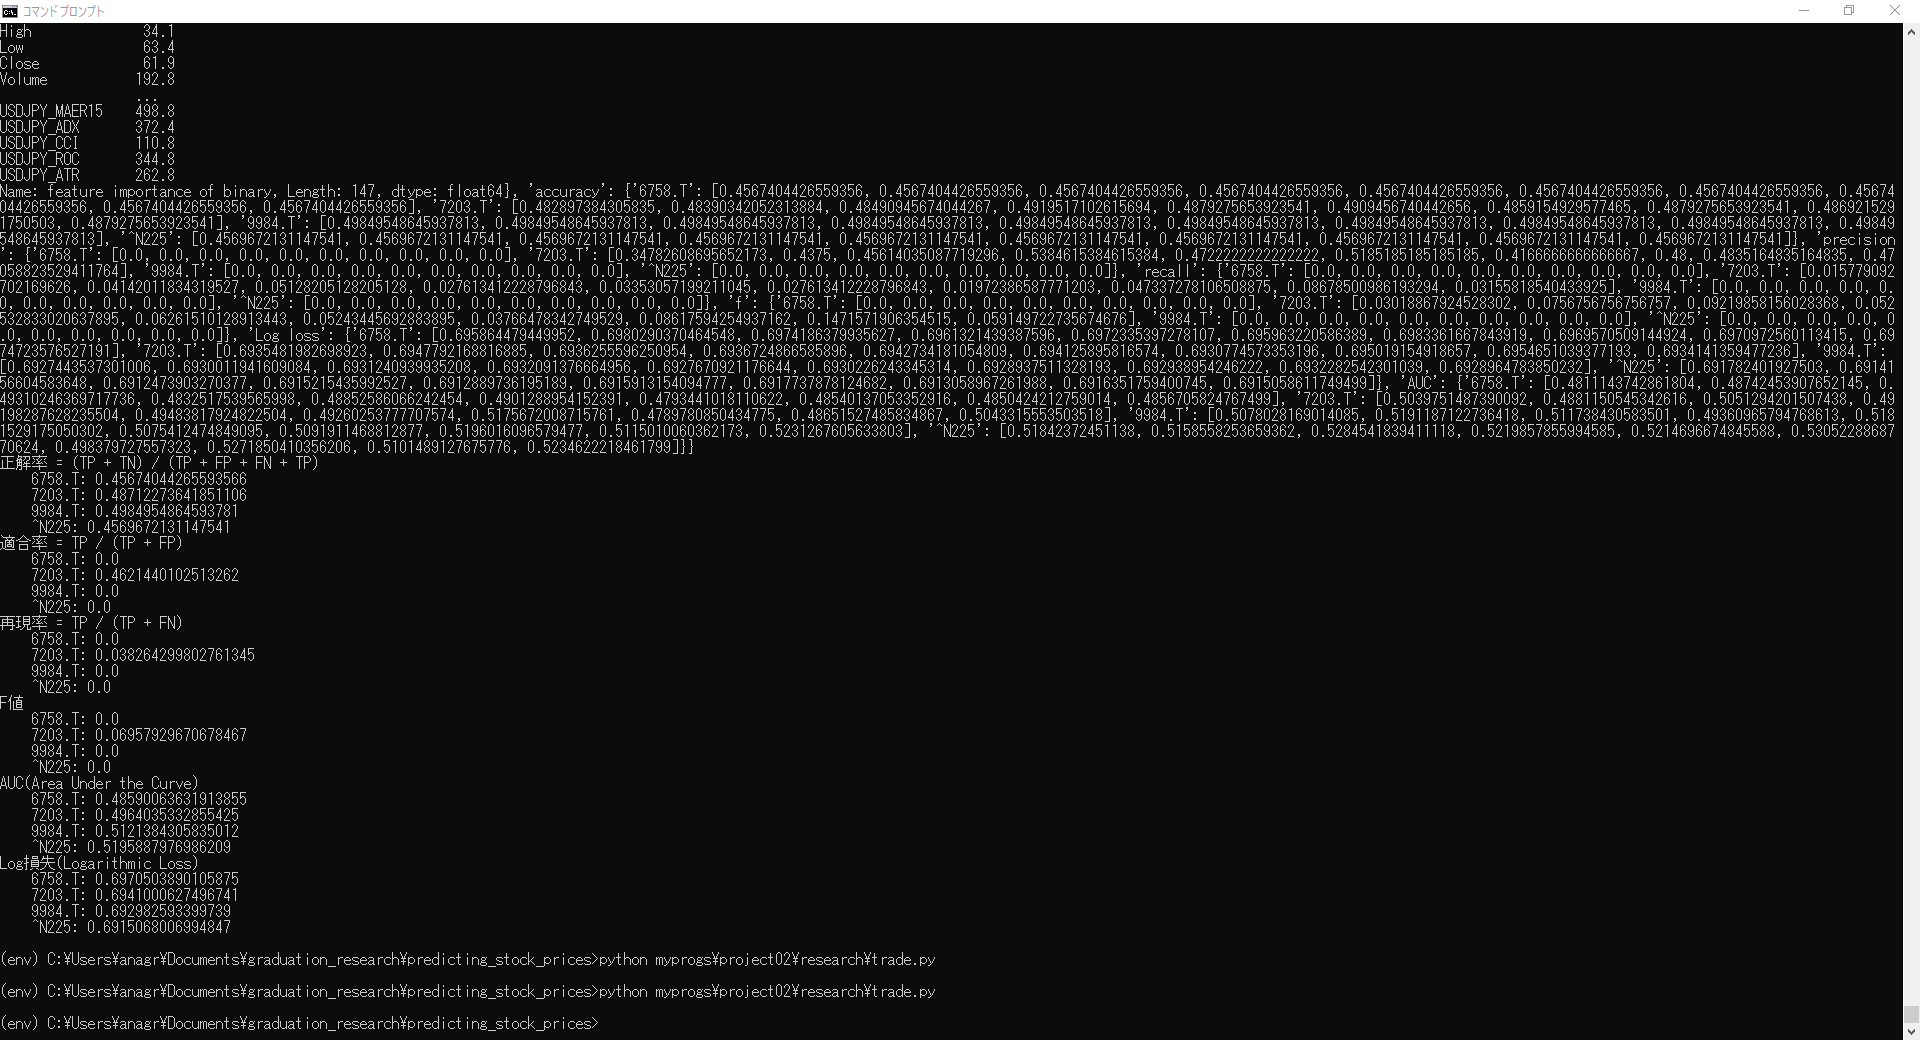 コマンドプロンプト
High 34.1
Low 63.4
Close 61.9
Volume 192.8
...
USDJPY_MAER15 498.8
USDJPY_ADX 372.4
USDJPY_CCI 110.8
USDJPY_ROC 344.8
USDJPY_ATR 262.8
Name: feature importance of binary, Length: 147, dtype: float64}, 'accuracy': {'6758.T': [0.4567404426559356, 0.4567404426559356, 0.4567404426559356, 0.4567404426559356, 0.4567404426559356, 0.4567404426559356, 0.4567404426559356, 0.45674
04426559356, 0.4567404426559356, 0.4567404426559356], '7203.T': [0.482897384305835, 0.48390342052313884, 0.48490945674044267, 0.4919517102615694, 0.4879275653923541, 0.4909456740442656, 0.4859154929577465, 0.4879275653923541, 0.486921529
1750503, 0.4879275653923541], '9984.T': [0.49849548645937813, 0.49849548645937813, 0.49849548645937813, 0.49849548645937813, 0.49849548645937813, 0.49849548645937813, 0.49849548645937813, 0.49849548645937813, 0.49849548645937813, 0.49849
548645937813], '^N225': [0.4569672131147541, 0.4569672131147541, 0.4569672131147541, 0.4569672131147541, 0.4569672131147541, 0.4569672131147541, 0.4569672131147541, 0.4569672131147541, 0.4569672131147541, 0.4569672131147541]}, 'precision
': {'6758.T': [0.0, 0.0, 0.0, 0.0, 0.0, 0.0, 0.0, 0.0, 0.0, 0.0], '7203.T': [0.34782608695652173, 0.4375, 0.45614035087719296, 0.5384615384615384, 0.4722222222222222, 0.5185185185185185, 0.4166666666666667, 0.48, 0.4835164835164835, 0.47
058823529411764], '9984.T': [0.0, 0.0, 0.0, 0.0, 0.0, 0.0, 0.0, 0.0, 0.0, 0.0], '^N225': [0.0, 0.0, 0.0, 0.0, 0.0, 0.0, 0.0, 0.0, 0.0, 0.0]}, 'recall': {'6758.T': [0.0, 0.0, 0.0, 0.0, 0.0, 0.0, 0.0, 0.0, 0.0, 0.0], '7203.T': [0.015779092
702169626, 0.04142011834319527, 0.05128205128205128, 0.027613412228796843, 0.03353057199211045, 0.027613412228796843, 0.01972386587771203, 0.047337278106508875, 0.08678500986193294, 0.03155818540433925], '9984.T': [0.0, 0.0, 0.0, 0.0, 0.
0, 0.0, 0.0, 0.0, 0.0, 0.0], '^N225': [0.0, 0.0, 0.0, 0.0, 0.0, 0.0, 0.0, 0.0, 0.0, 0.0]}, 'f': {'6758.T': [0.0, 0.0, 0.0, 0.0, 0.0, 0.0, 0.0, 0.0, 0.0, 0.0], '7203.T': [0.03018867924528302, 0.0756756756756757, 0.09219858156028368, 0.052
532833020637895, 0.06261510128913443, 0.05243445692883895, 0.03766478342749529, 0.08617594254937162, 0.1471571906354515, 0.059149722735674676], '9984.T': [0.0, 0.0, 0.0, 0.0, 0.0, 0.0, 0.0, 0.0, 0.0, 0.0], '^N225': [0.0, 0.0, 0.0, 0.0, 0
.0, 0.0, 0.0, 0.0, 0.0, 0.0]}, 'Log loss': {'6758.T': [0.695864479449952, 0.6980290370464548, 0.6974186379935627, 0.6961321439387596, 0.6972335397278107, 0.695963220586389, 0.6983361667843919, 0.6969570509144924, 0.6970972560113415, 0.69
74723576527191], '7203.T': [0.6935481982698923, 0.6947792168816885, 0.6936255596250954, 0.6936724866585896, 0.6942734181054809, 0.694125895816574, 0.6930774573353196, 0.695019154918657, 0.6954651039377193, 0.6934141359477236], '9984.T':
[0.6927443537301006, 0.6930011941609084, 0.6931240939935208, 0.6932091376664956, 0.6927670921176644, 0.6930226243345314, 0.6928937511328193, 0.692938954246222, 0.6932282542301039, 0.6928964783850232], '^N225': [0.691782401927503, 0.69141
56604583648, 0.6912473903270377, 0.6915215435992527, 0.6912889736195189, 0.6915913154094777, 0.6917737878124682, 0.6913058967261988, 0.6916351759400745, 0.6915058611749499]}, 'AUC': {'6758.T': [0.4811143742861804, 0.48742453907652145, 0.
4931024636971 7736, 0.4832517539565998, 0.48852586066242454, 0.4901288954152391, 0.4793441018110622, 0.48540137053352916, 0.4850424212759014, 0.4856705824767499], '7203.T': [0.5039751487390092, 0.4881150545342616, 0.5051294201507438, 0.49
198287628235504, 0.49483817924822504, 0.49260253777707574, 0.5175672008715761, 0.4789780850434775, 0.48651527485834867, 0.5043315553503518], '9984.T': [0.5078028169014085, 0.5191187122736418, 0.511738430583501, 0.49360965794768613, 0.518
1529175050302, 0.5075412474849095, 0.5091911468812877, 0.5196016096579477, 0.5115010060362173, 0.5231267605633803], '^N225': [0.51842372451138, 0.5158558253659362, 0.5284541839411118, 0.5219857855994585, 0.5214696674845588, 0.53052288687
70624, 0.498379727557323, 0.5271850410356206, 0.5101489127675776, 0.5234622218461799]}}
正解率 = (TP + TN) / (TP + FP + FN + TP)
6758.T: 0.45674044265593566
7203.T: 0.48712273641851106
9984.T: 0.4984954864593781
^N225: 0.4569672131147541
適合率 = TP / (TP + FP)
6758.T: 0.0
7203.T: 0.4621440102513262
9984.T: 0.0
^N225: 0.0
再現率 = TP / (TP + FN)
6758.T: 0.0
7203.T: 0.038264299802761345
9984.T: 0.0
^N225: 0.0
F値
6758.T: 0.0
7203.T: 0.06957929670678467
9984.T: 0.0
^N225: 0.0
AUC(Area Under the Curve)
6758.T: 0.48590063631913855
7203.T: 0.4964035332855425
9984.T: 0.5121384305835012
^N225: 0.5195887976986209
Log損失(Logarithmic Loss)
6758.T: 0.6970503890105875
7203.T: 0.6941000627496741
9984.T: 0.692982593399739
^N225: 0.6915068006994847
(env) C:¥Users¥anagr¥Documents¥graduation_research¥predicting_stock_prices>python myprogs¥project02¥research¥trade.py
(env) C:¥Users¥anagr¥Documents¥graduation_research¥predicting_stock_prices>python myprogs¥project02¥research¥trade.py
(env) C:¥Users¥anagr¥Documents¥graduation_research¥predicting_stock_prices>